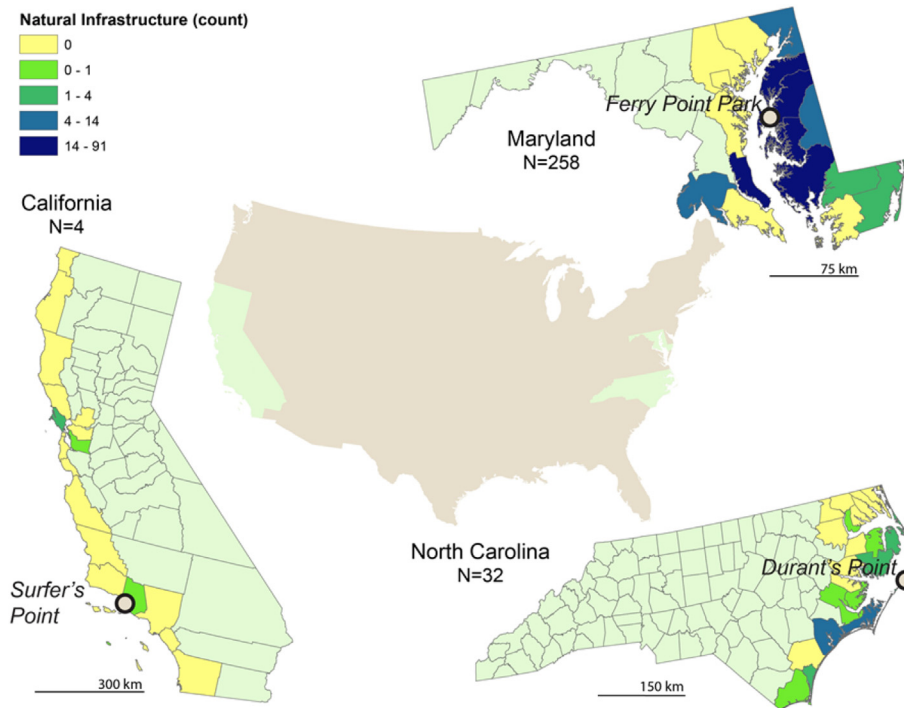 Natural Infrastructure (count)
0
0 - 1
1 - 4
4 - 14
14 - 91
Ferry Point Park
Maryland
N=258
75 km
California
N=4
Surfer's
Point
300 km
North Carolina
N=32
Durant's Point
150 km